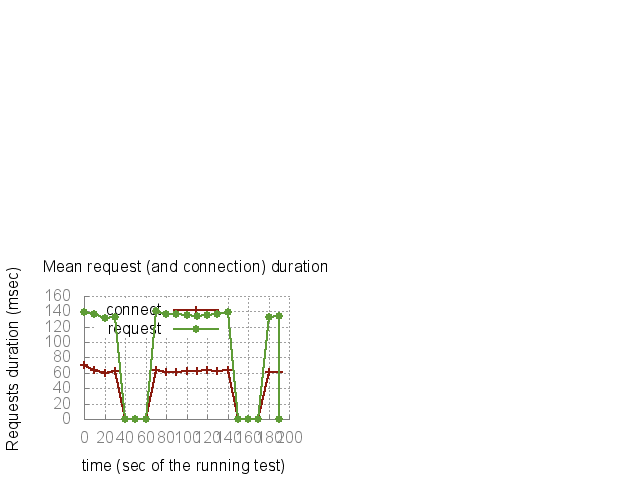 Mean request (and connection) duration
Requests duration (msec)
160
140
120
100
80
60
40
20
0
connect
request
0 20 40 60 80 100 120 140 160 180 200
time (sec of the running test)